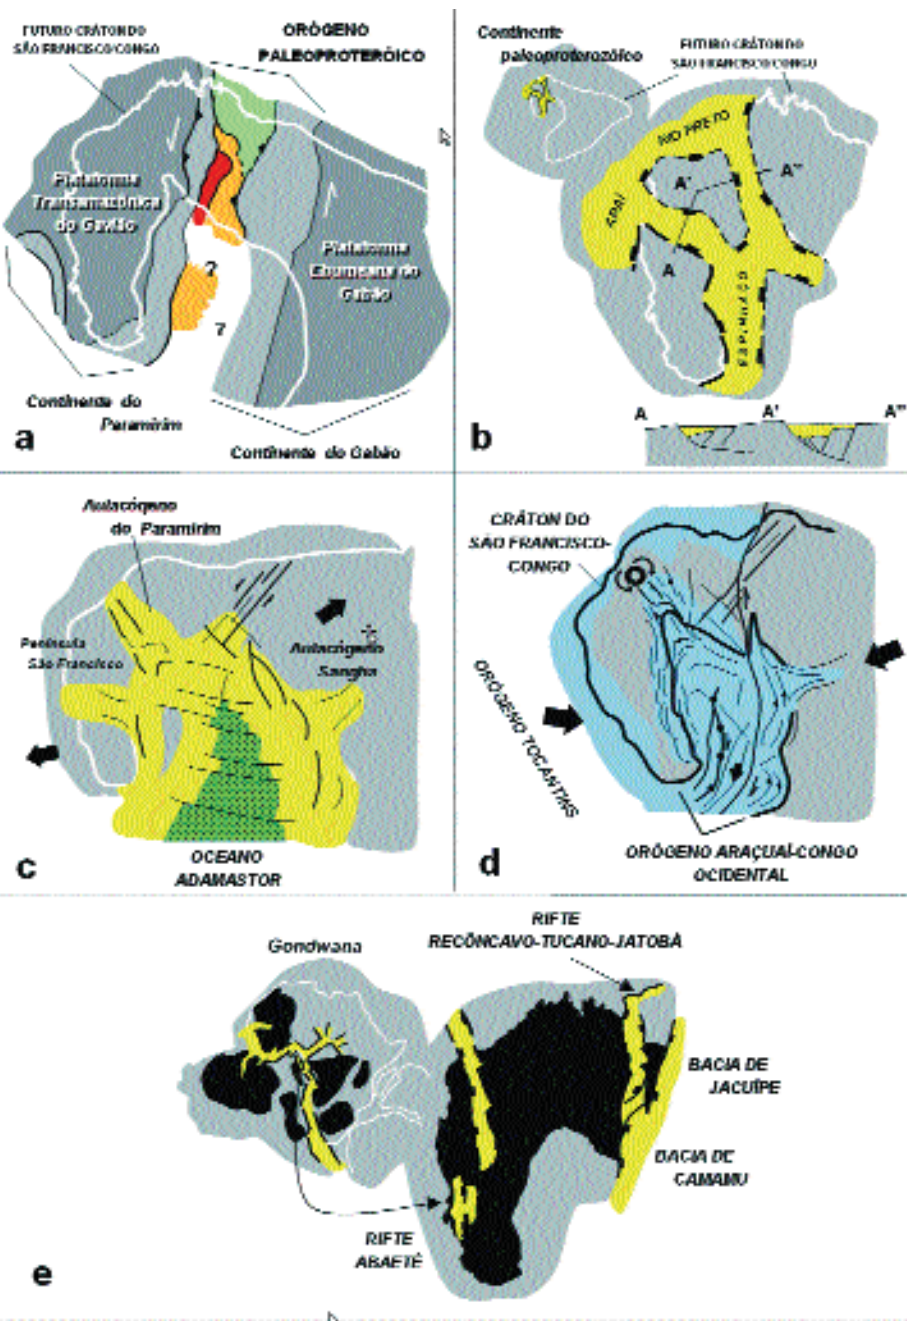 FUTURO CRÁTON DO
SÃO FRANCISCO/CONGO
ORÓGENO
PALEOPROTERÓICO
Plataforma
Transamazônica
do Gavião
Plataforma
Eburneana do
Gabão
?
?
Continente do
Paramirim
Continente do Gabão
a
Continente
paleoproterozóico
FUTURO CRÁTON DO
SÃO FRANCISCO/CONGO
RIO PRETO
A'
A''
A
ESPINHAÇO
A
A'
A''
b
Aulacógeno
do Paramirim
Península
São Francisco
Aulacógeno
Sangha
OCEANO
ADAMASTOR
c
CRÁTON DO
SÃO FRANCISCO-
CONGO
ORÓGENO TOCANTINS
ORÓGENO ARAÇUAÍ-CONGO
OCIDENTAL
d
Gondwana
RIFTE
RECÔNCAVO-TUCANO-JATOBÁ
BACIA DE
JACUÍPE
BACIA DE
CAMAMU
RIFTE
ABAETÉ
e